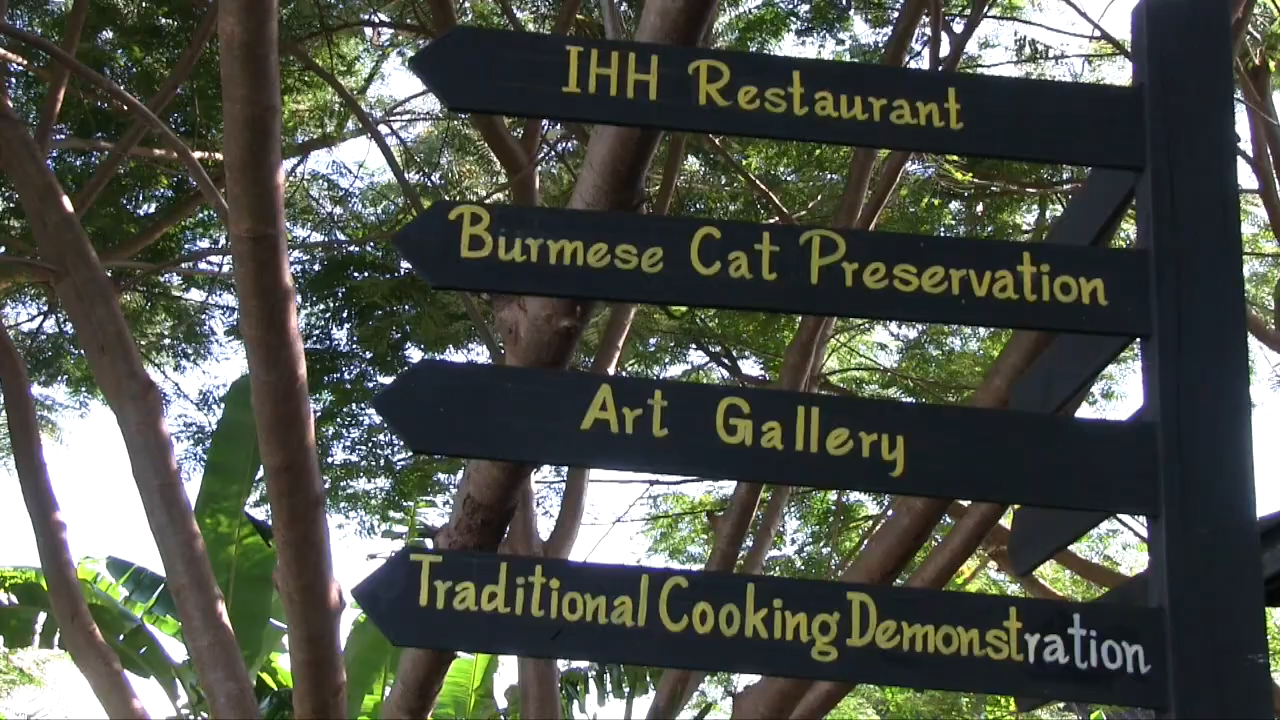 IHH Restaurant
Burmese Cat Preservation
Art Gallery
Traditional Cooking Demonstration